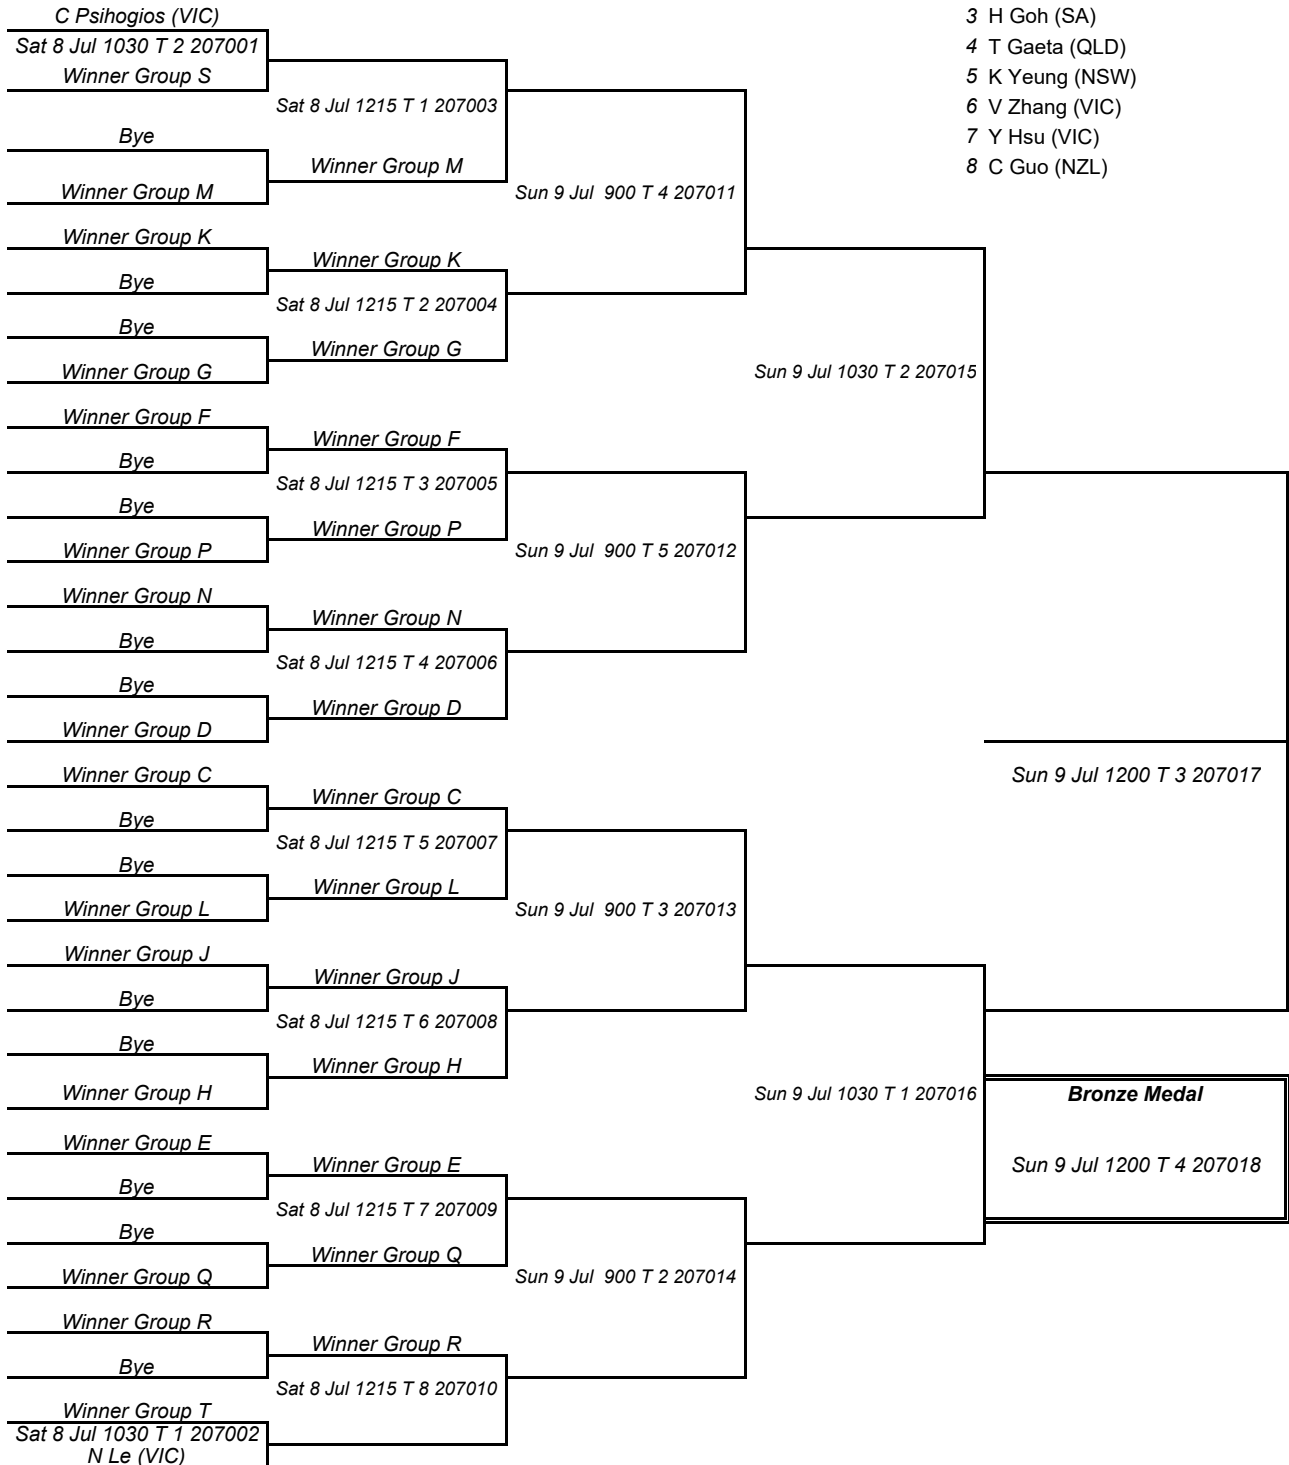 C Psihogios (VIC)
Sat 8 Jul 1030 T 2 207001
Winner Group S
Bye
Winner Group M
Winner Group K
Bye
Bye
Winner Group G
Winner Group F
Bye
Bye
Winner Group P
Winner Group N
Bye
Bye
Winner Group D
Winner Group C
Bye
Bye
Winner Group L
Winner Group J
Bye
Bye
Winner Group H
Winner Group E
Bye
Bye
Winner Group Q
Winner Group R
Bye
Winner Group T
Sat 8 Jul 1030 T 1 207002
N Le (VIC)
Sat 8 Jul 1215 T 1 207003
Winner Group M
Winner Group K
Sat 8 Jul 1215 T 2 207004
Winner Group G
Winner Group F
Sat 8 Jul 1215 T 3 207005
Winner Group P
Winner Group N
Sat 8 Jul 1215 T 4 207006
Winner Group D
Winner Group C
Sat 8 Jul 1215 T 5 207007
Winner Group L
Winner Group J
Sat 8 Jul 1215 T 6 207008
Winner Group H
Winner Group E
Sat 8 Jul 1215 T 7 207009
Winner Group Q
Winner Group R
Sat 8 Jul 1215 T 8 207010
Sun 9 Jul 900 T 4 207011
Sun 9 Jul 900 T 5 207012
Sun 9 Jul 900 T 3 207013
Sun 9 Jul 900 T 2 207014
Sun 9 Jul 1030 T 2 207015
Sun 9 Jul 1030 T 1 207016
3 H Goh (SA)
4 T Gaeta (QLD)
5 K Yeung (NSW)
6 V Zhang (VIC)
7 Y Hsu (VIC)
8 C Guo (NZL)
Sun 9 Jul 1200 T 3 207017
Bronze Medal
Sun 9 Jul 1200 T 4 207018